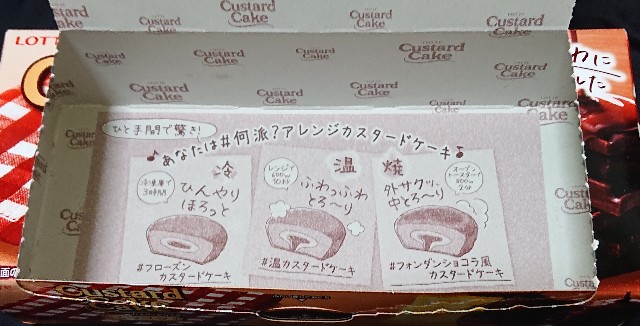 LOTTE
Custard Cake
ひと手間で驚き!
あなたは#何派?アレンジカスタードケーキ
冷
冷凍庫で
3時間
ひんやり
ほろっと
#フローズン
カスタードケーキ
温
レンジで
600W
10秒
ふわっふわ
とろ〜り
#温カスタードケーキ
焼
オーブン
トースターで
800W
2分
外サクッ、
中とろ〜り
#フォンダンショコラ風
カスタードケーキ
Custard